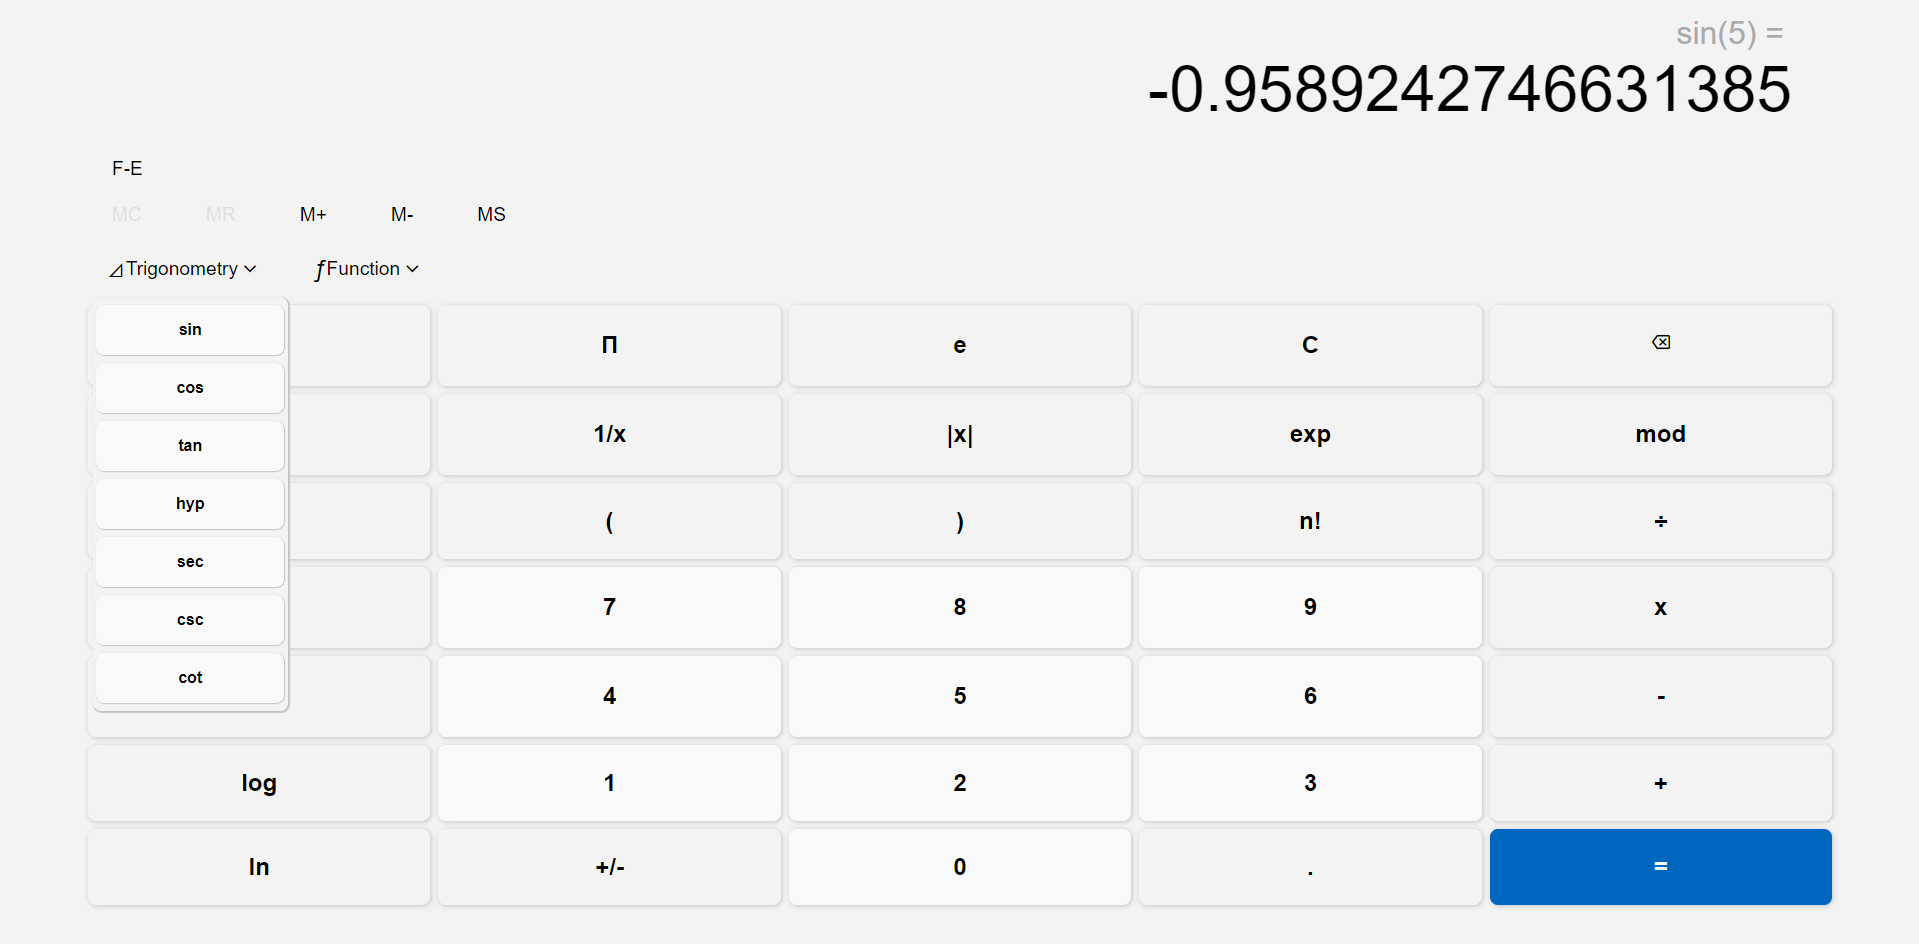 sin(5) =
-0.9589242746631385
F-E
MC MR M+ M- MS
Trigonometry ƒFunction
sin
cos
tan
hyp
sec
csc
cot
Π e C
1/x |x| exp mod
( ) n! ÷
7 8 9 x
4 5 6 -
log 1 2 3 +
ln +/- 0 . =